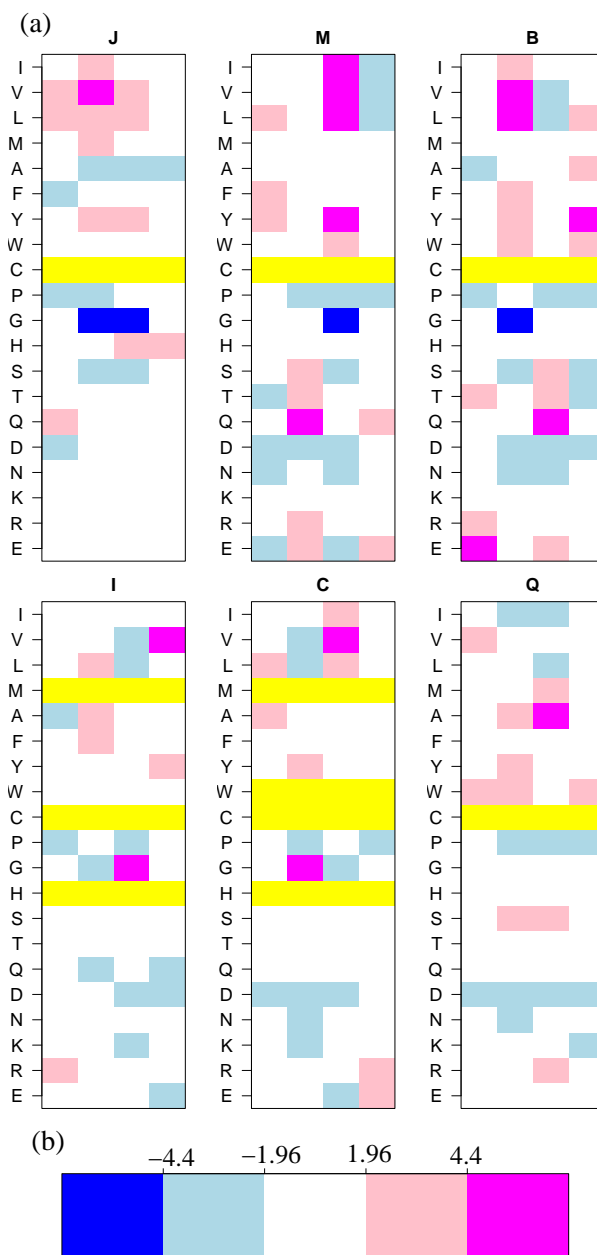 (a)
J M B
I I I
V V V
L L L
M M M
A A A
F F F
Y Y Y
W W W
C C C
P P P
G G G
H H H
S S S
T T T
Q Q Q
D D D
N N N
K K K
R R R
E E E
I C Q
I I I
V V V
L L L
M M M
A A A
F F F
Y Y Y
W W W
C C C
P P P
G G G
H H H
S S S
T T T
Q Q Q
D D D
N N N
K K K
R R R
E E E
(b)
−4.4 −1.96 1.96 4.4